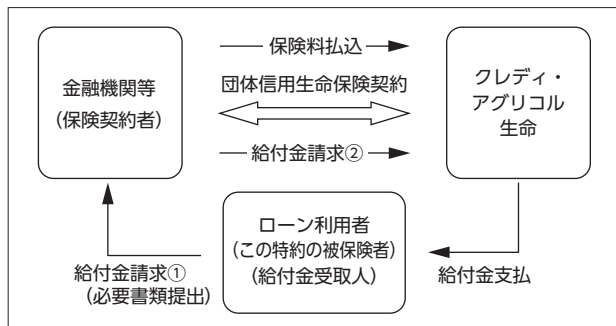 保険料払込
金融機関等
(保険契約者)
団体信用生命保険契約
クレディ・
アグリコル
生命
給付金請求②
ローン利用者
(この特約の被保険者)
(給付金受取人)
給付金請求①
(必要書類提出)
給付金支払